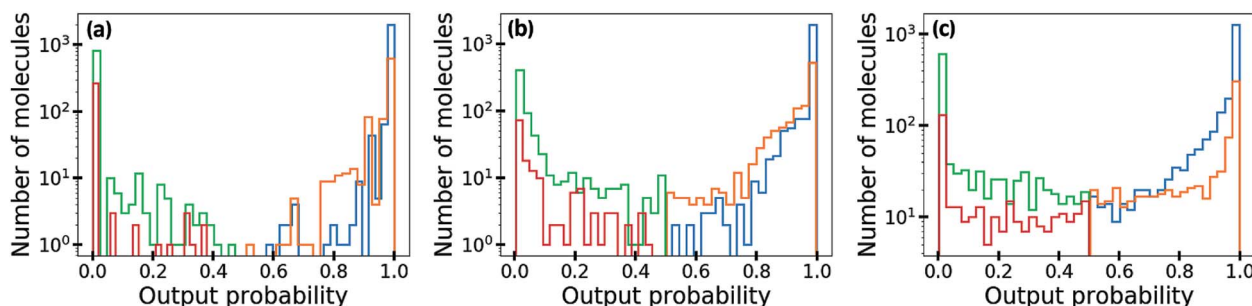 (a)
Number of molecules
10³
10²
10¹
10⁰
0.0 0.2 0.4 0.6 0.8 1.0
Output probability
(b)
Number of molecules
10³
10²
10¹
10⁰
0.0 0.2 0.4 0.6 0.8 1.0
Output probability
(c)
Number of molecules
10³
10²
10¹
0.0 0.2 0.4 0.6 0.8 1.0
Output probability